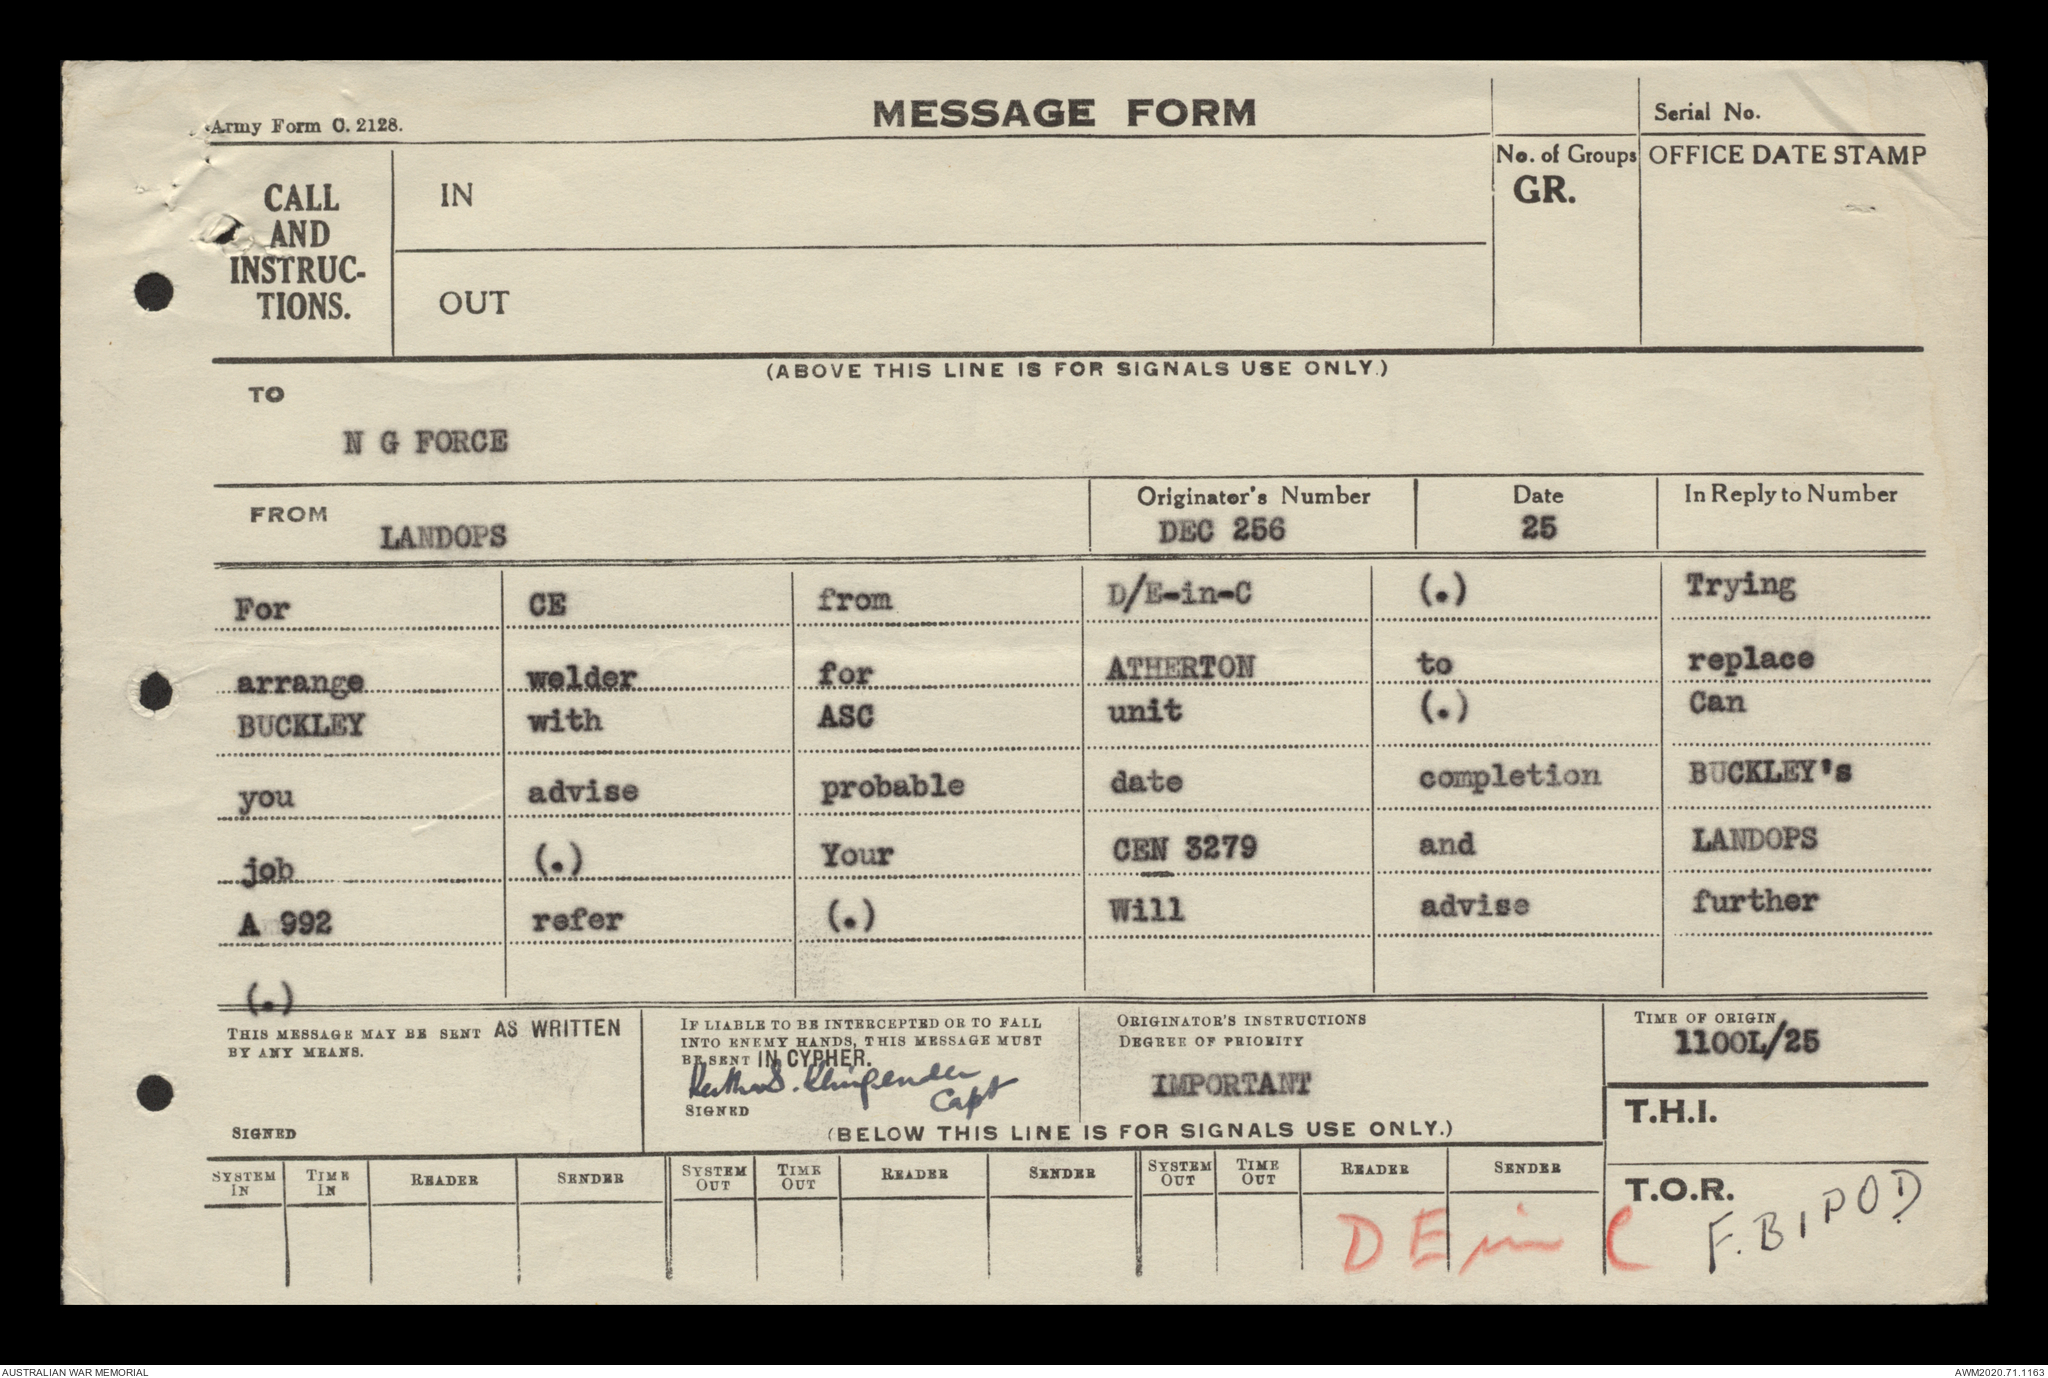 Army Form C. 2128.
MESSAGE FORM
Serial No.
CALL AND INSTRUC-TIONS.
IN
OUT
No. of Groups
GR.
OFFICE DATE STAMP
(ABOVE THIS LINE IS FOR SIGNALS USE ONLY.)
TO
N G FORCE
FROM
LANDOPS
Originator's Number
DEC 256
Date
25
In Reply to Number
For CE from D/E-in-C (.) Trying
arrange welder for ATHERTON to replace
BUCKLEY with ASC unit (.) Can
you advise probable date completion BUCKLEY's
job (.) Your CEN 3279 and LANDOPS
A 992 refer (.) Will advise further
(.)
THIS MESSAGE MAY BE SENT AS WRITTEN
BY ANY MEANS.
SIGNED
IF LIABLE TO BE INTERCEPTED OR TO FALL
INTO ENEMY HANDS, THIS MESSAGE MUST
BE SENT IN CYPHER.
Capt
SIGNED
ORIGINATOR'S INSTRUCTIONS
DEGREE OF PRIORITY
IMPORTANT
TIME OF ORIGIN
1100L/25
T.H.I.
(BELOW THIS LINE IS FOR SIGNALS USE ONLY.)
SYSTEM IN TIME IN READER SENDER SYSTEM OUT TIME OUT READER SENDER SYSTEM OUT TIME OUT READER SENDER
T.O.R.
D E in C
F. BIPOD
AUSTRALIAN WAR MEMORIAL
AWM2020.71.1163